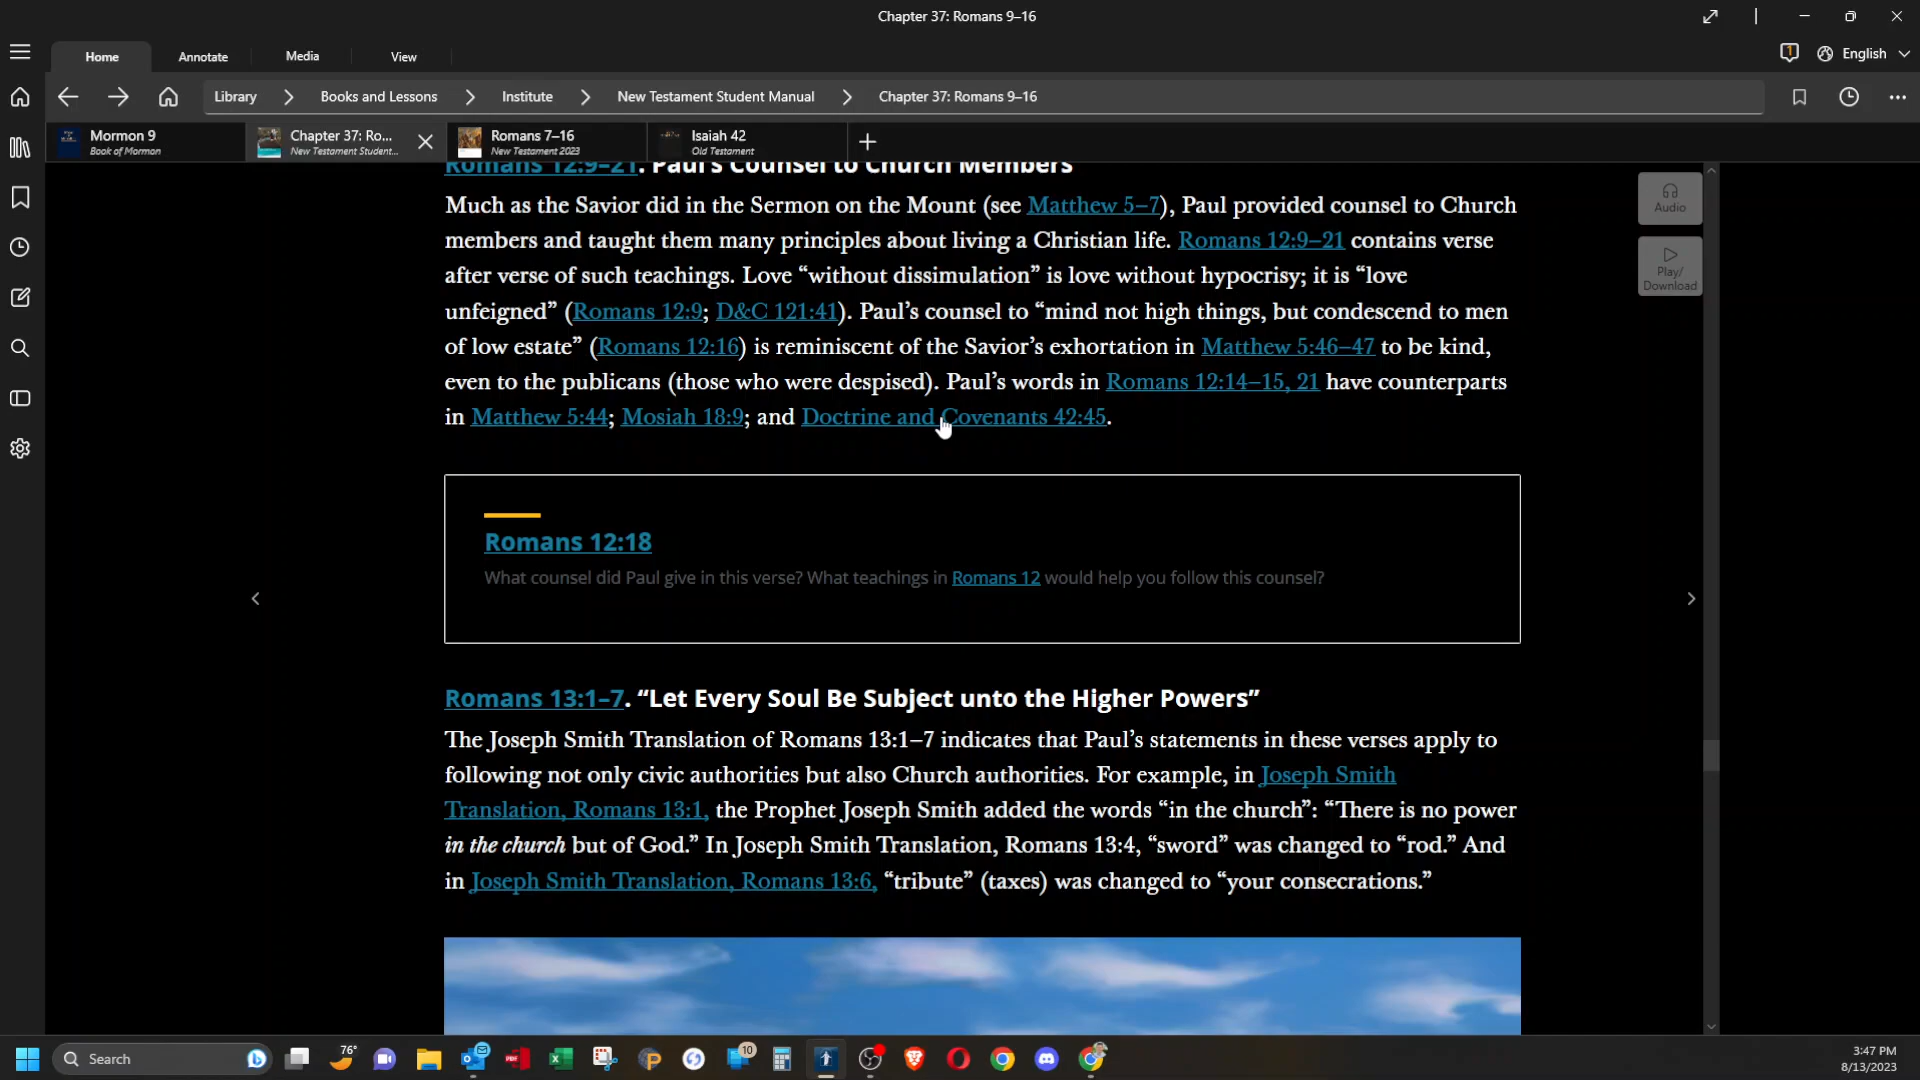 Chapter 37: Romans 9–16
Home Annotate Media View
1 English
Library Books and Lessons Institute New Testament Student Manual Chapter 37: Romans 9–16
Mormon 9 Chapter 37: Ro... Romans 7–16 Isaiah 42
Book of Mormon New Testament Student... New Testament 2023 Old Testament
Romans 12:9–21. Paul’s Counsel to Church Members
Much as the Savior did in the Sermon on the Mount (see Matthew 5–7), Paul provided counsel to Church
members and taught them many principles about living a Christian life. Romans 12:9–21 contains verse
after verse of such teachings. Love “without dissimulation” is love without hypocrisy; it is “love
unfeigned” (Romans 12:9; D&C 121:41). Paul’s counsel to “mind not high things, but condescend to men
of low estate” (Romans 12:16) is reminiscent of the Savior’s exhortation in Matthew 5:46–47 to be kind,
even to the publicans (those who were despised). Paul’s words in Romans 12:14–15, 21 have counterparts
in Matthew 5:44; Mosiah 18:9; and Doctrine and Covenants 42:45.
Audio
Play/
Download
Romans 12:18
What counsel did Paul give in this verse? What teachings in Romans 12 would help you follow this counsel?
Romans 13:1–7. “Let Every Soul Be Subject unto the Higher Powers”
The Joseph Smith Translation of Romans 13:1–7 indicates that Paul’s statements in these verses apply to
following not only civic authorities but also Church authorities. For example, in Joseph Smith
Translation, Romans 13:1, the Prophet Joseph Smith added the words “in the church”: “There is no power
in the church but of God.” In Joseph Smith Translation, Romans 13:4, “sword” was changed to “rod.” And
in Joseph Smith Translation, Romans 13:6, “tribute” (taxes) was changed to “your consecrations.”
Search 76° PDF 10
3:47 PM
8/13/2023